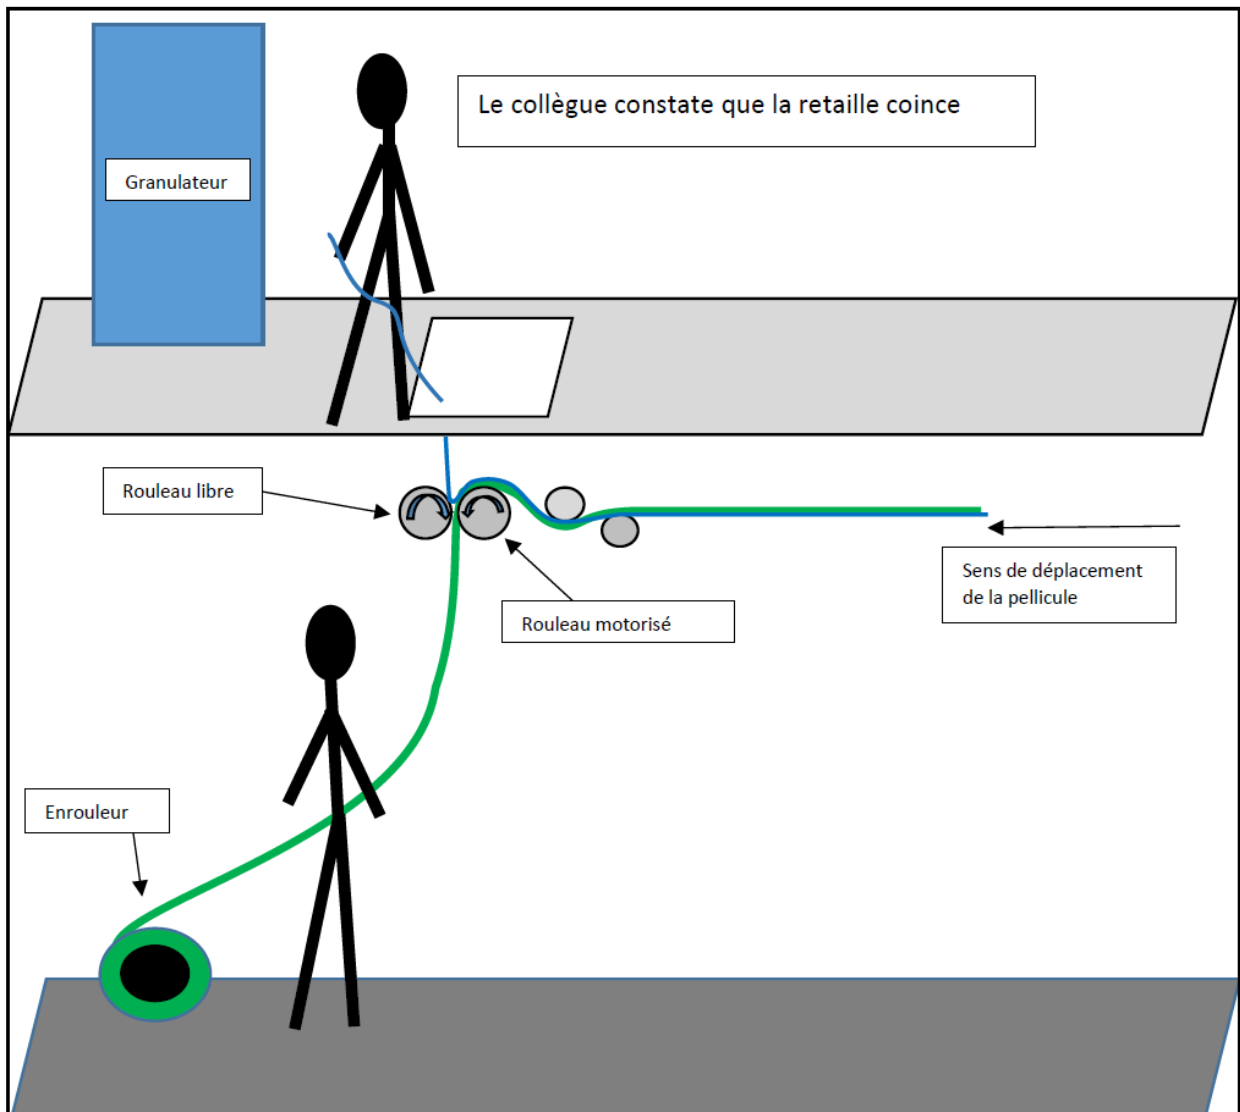 Le collègue constate que la retaille coince
Granulateur
Rouleau libre
Sens de déplacement
de la pellicule
Rouleau motorisé
Enrouleur